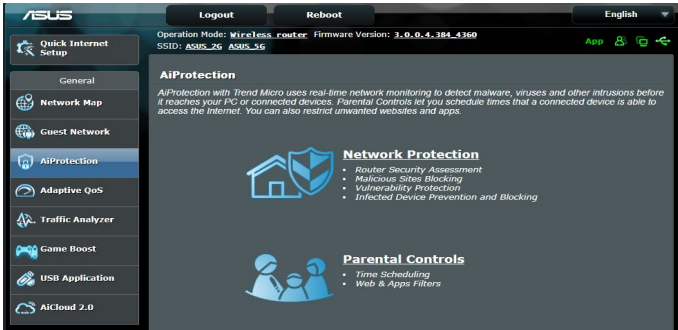 ASUS
Logout
Reboot
English
Quick Internet
Setup
Operation Mode: Wireless router Firmware Version: 3.0.0.4.384_4360
SSID: ASUS_2G ASUS_5G
App
General
Network Map
Guest Network
AiProtection
Adaptive QoS
Traffic Analyzer
Game Boost
USB Application
AiCloud 2.0
AiProtection
AiProtection with Trend Micro uses real-time network monitoring to detect malware, viruses and other intrusions before
it reaches your PC or connected devices. Parental Controls let you schedule times that a connected device is able to
access the Internet. You can also restrict unwanted websites and apps.
Network Protection
• Router Security Assessment
• Malicious Sites Blocking
• Vulnerability Protection
• Infected Device Prevention and Blocking
Parental Controls
• Time Scheduling
• Web & Apps Filters